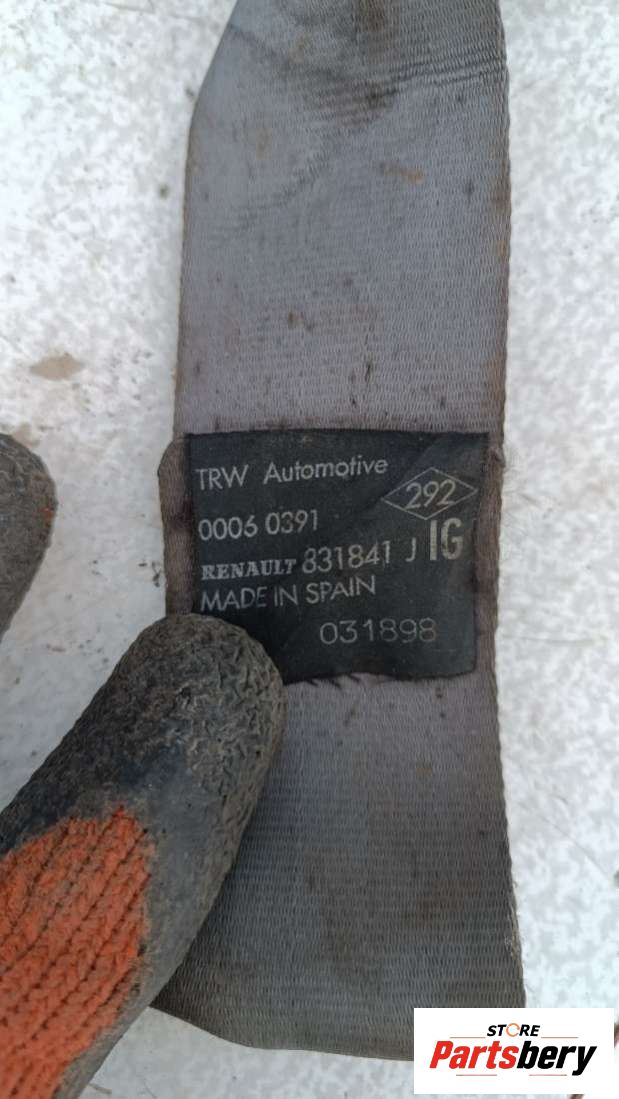 TRW Automotive
292
0006 0391
IG
RENAULT 831841 J
MADE IN SPAIN
031898
STORE
Partsbery